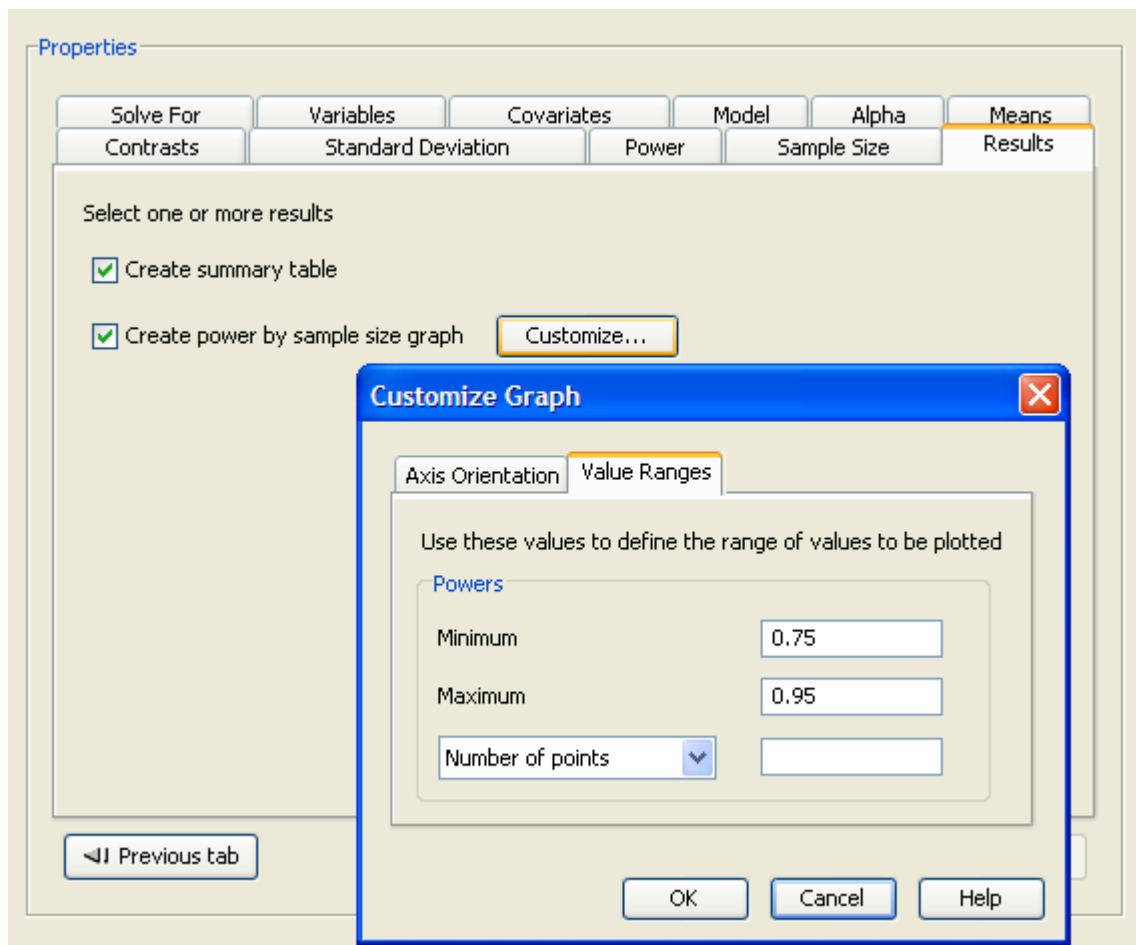 Properties
Solve For Variables Covariates Model Alpha Means
Contrasts Standard Deviation Power Sample Size Results
Select one or more results
Create summary table
Create power by sample size graph Customize...
Customize Graph
Axis Orientation Value Ranges
Use these values to define the range of values to be plotted
Powers
Minimum 0.75
Maximum 0.95
Number of points
Previous tab
OK Cancel Help